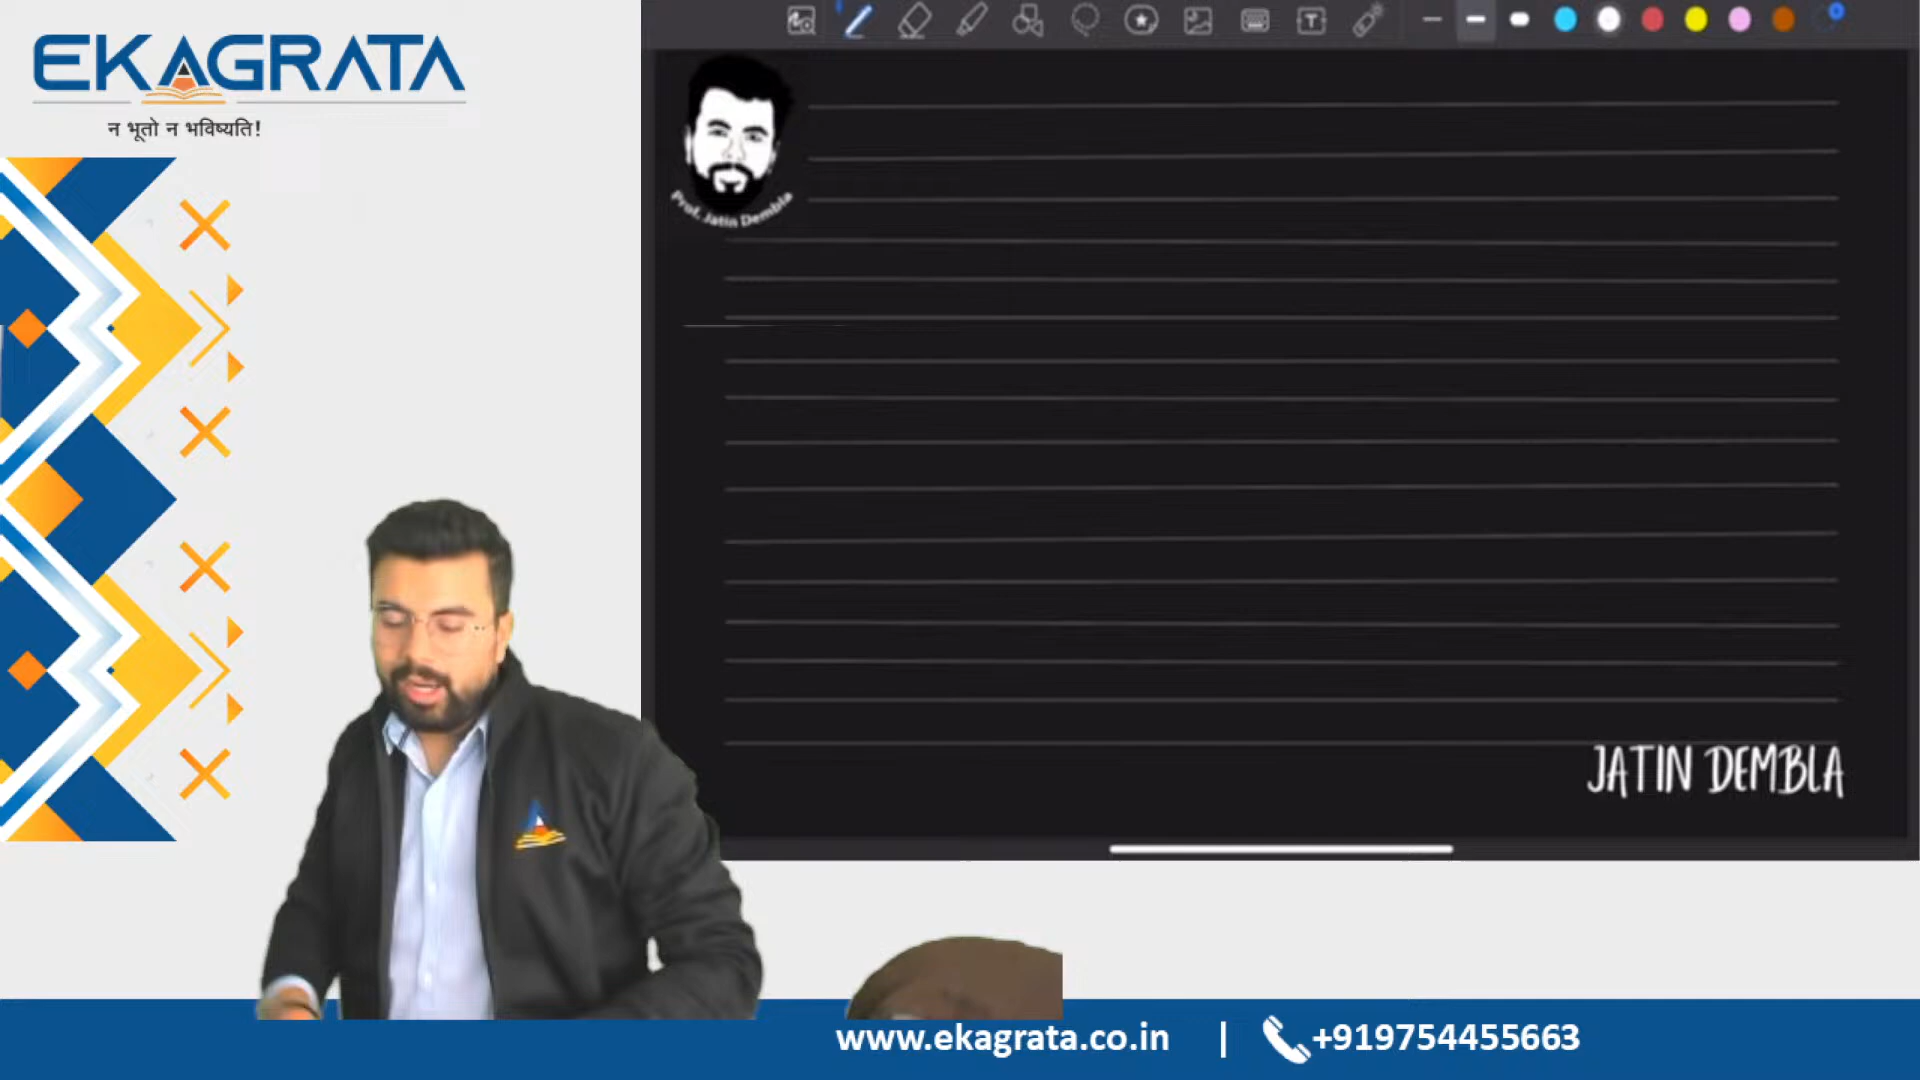 EKAGRATA
न भूतो न भविष्यति!
Prof. Jatin Dembla
JATIN DEMBLA
www.ekagrata.co.in | +919754455663